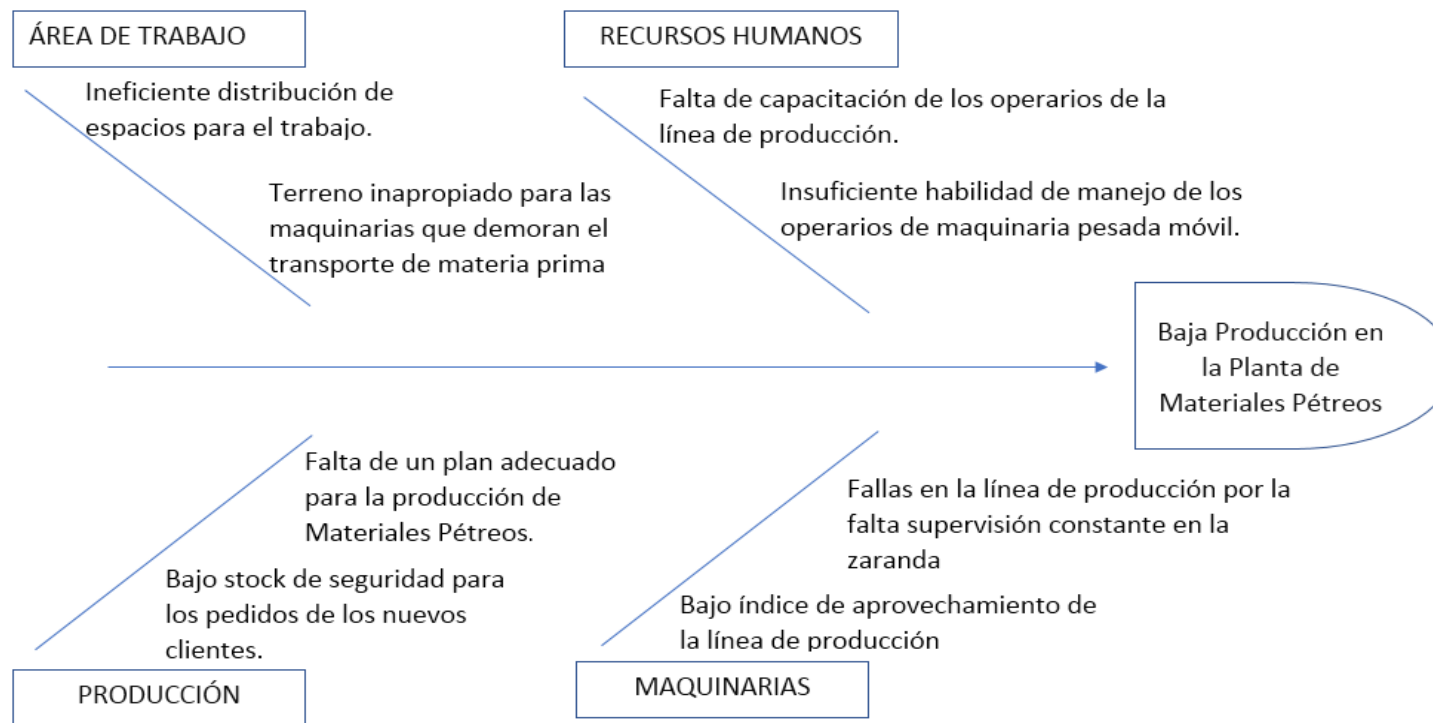 ÁREA DE TRABAJO
Ineficiente distribución de
espacios para el trabajo.
Terreno inapropiado para las
maquinarias que demoran el
transporte de materia prima
RECURSOS HUMANOS
Falta de capacitación de los operarios de la
línea de producción.
Insuficiente habilidad de manejo de los
operarios de maquinaria pesada móvil.
Baja Producción en
la Planta de
Materiales Pétreos
Falta de un plan adecuado
para la producción de
Materiales Pétreos.
Bajo stock de seguridad para
los pedidos de los nuevos
clientes.
PRODUCCIÓN
Fallas en la línea de producción por la
falta supervisión constante en la
zaranda
Bajo índice de aprovechamiento de
la línea de producción
MAQUINARIAS